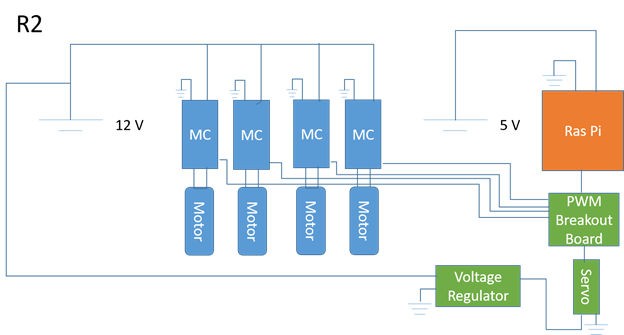 R2
12 V
5 V
MC
MC
MC
MC
Ras Pi
Motor
Motor
Motor
Motor
PWM
Breakout
Board
Voltage
Regulator
Servo